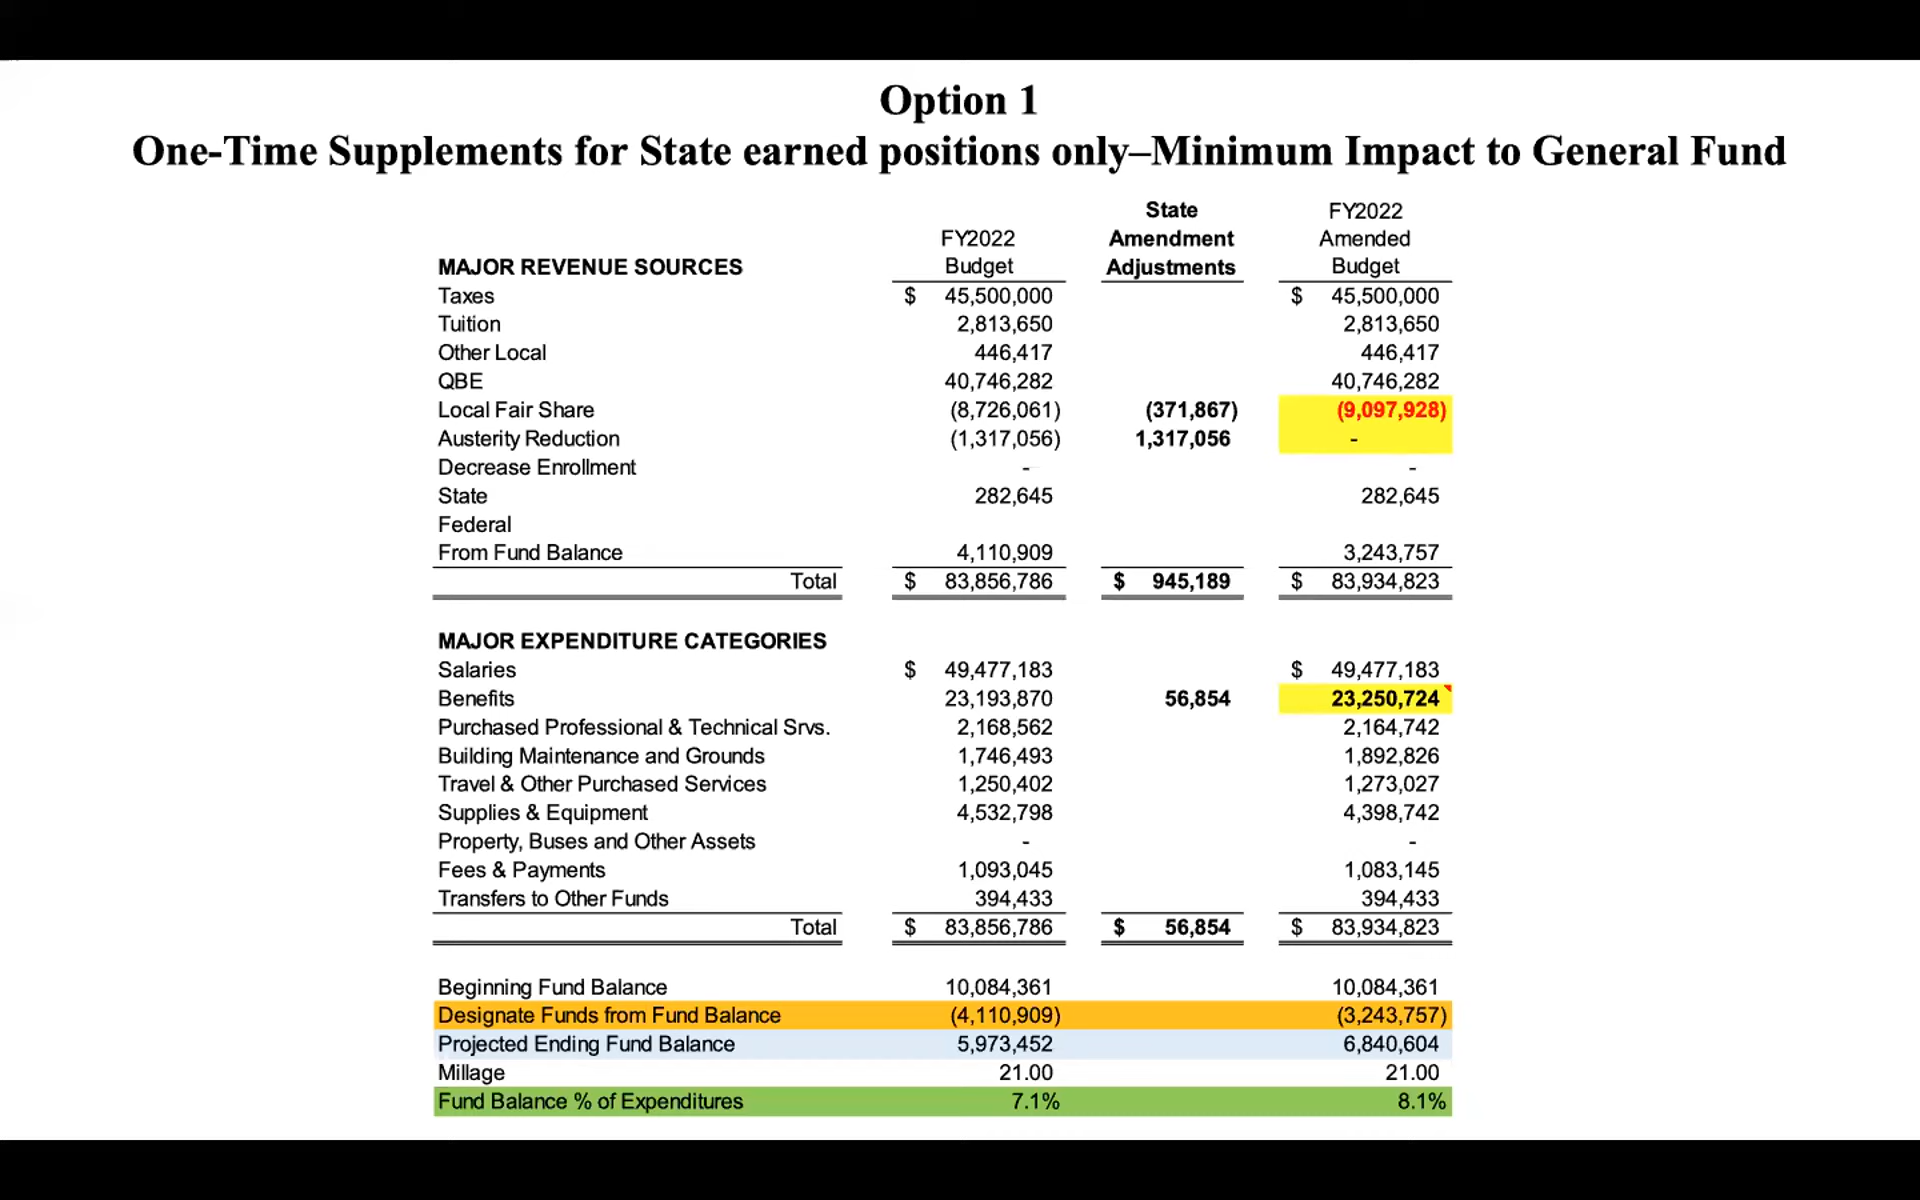 Option 1
One-Time Supplements for State earned positions only–Minimum Impact to General Fund
State FY2022
FY2022 Amendment Amended
MAJOR REVENUE SOURCES Budget Adjustments Budget
Taxes $ 45,500,000 $ 45,500,000
Tuition 2,813,650 2,813,650
Other Local 446,417 446,417
QBE 40,746,282 40,746,282
Local Fair Share (8,726,061) (371,867) (9,097,928)
Austerity Reduction (1,317,056) 1,317,056 -
Decrease Enrollment - -
State 282,645 282,645
Federal
From Fund Balance 4,110,909 3,243,757
Total $ 83,856,786 $ 945,189 $ 83,934,823
MAJOR EXPENDITURE CATEGORIES
Salaries $ 49,477,183 $ 49,477,183
Benefits 23,193,870 56,854 23,250,724
Purchased Professional & Technical Srvs. 2,168,562 2,164,742
Building Maintenance and Grounds 1,746,493 1,892,826
Travel & Other Purchased Services 1,250,402 1,273,027
Supplies & Equipment 4,532,798 4,398,742
Property, Buses and Other Assets - -
Fees & Payments 1,093,045 1,083,145
Transfers to Other Funds 394,433 394,433
Total $ 83,856,786 $ 56,854 $ 83,934,823
Beginning Fund Balance 10,084,361 10,084,361
Designate Funds from Fund Balance (4,110,909) (3,243,757)
Projected Ending Fund Balance 5,973,452 6,840,604
Millage 21.00 21.00
Fund Balance % of Expenditures 7.1% 8.1%